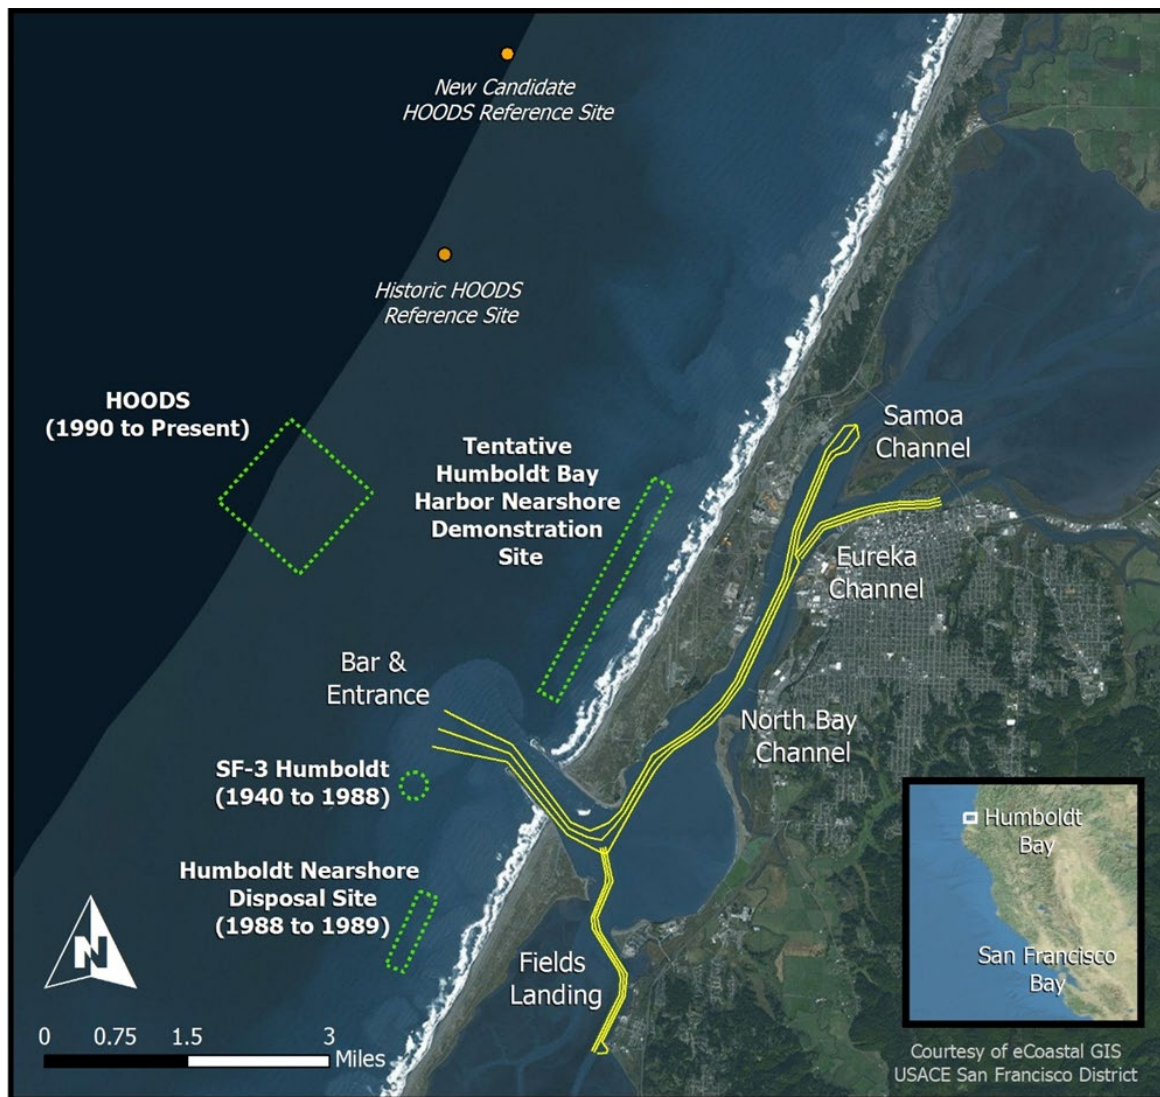 New Candidate
HOODS Reference Site
Historic HOODS
Reference Site
HOODS
(1990 to Present)
Tentative
Humboldt Bay
Harbor Nearshore
Demonstration
Site
Samoa
Channel
Eureka
Channel
Bar &
Entrance
North Bay
Channel
SF-3 Humboldt
(1940 to 1988)
Humboldt Nearshore
Disposal Site
(1988 to 1989)
Fields
Landing
N
0 0.75 1.5 3
Miles
Humboldt
Bay
San Francisco
Bay
Courtesy of eCoastal GIS
USACE San Francisco District